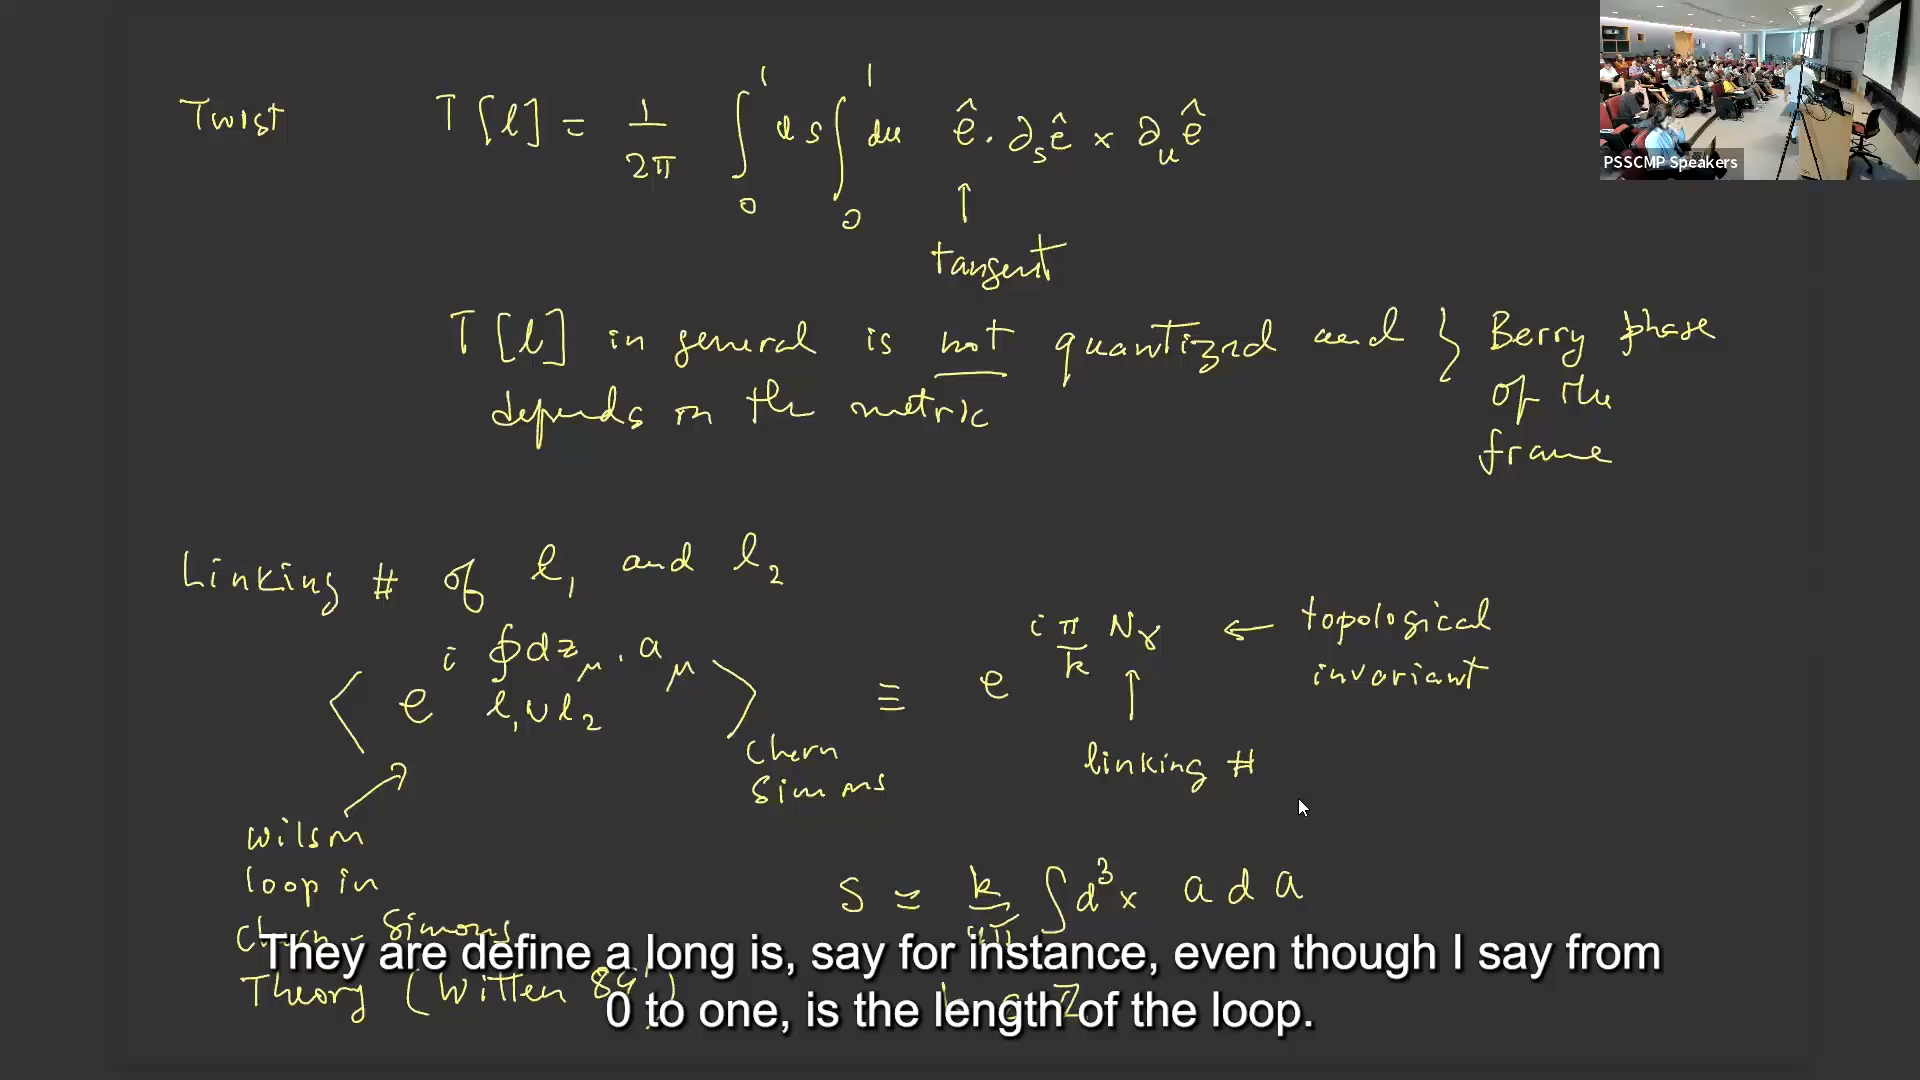 PSSCMP Speakers
Twist T[l] = 1/2π ∫₀¹ ds ∫₀¹ du ê · ∂ₛê × ∂ᵤê
↑
tangent
T[l] in general is not quantized and } Berry phase
depends on the metric of the
frame
Linking # of l₁ and l₂
⟨ e^{i ∮_{l₁∪l₂} dz_μ · a_μ} ⟩ Chern Simons ≡ e^{i π/k N_γ} ← topological
invariant
↑
linking #
Wilson
loop in
Chern-Simons
Theory (Witten
S = k/4π ∫d³x a d a
They are define a long is, say for instance, even though I say from
0 to one, is the length of the loop.